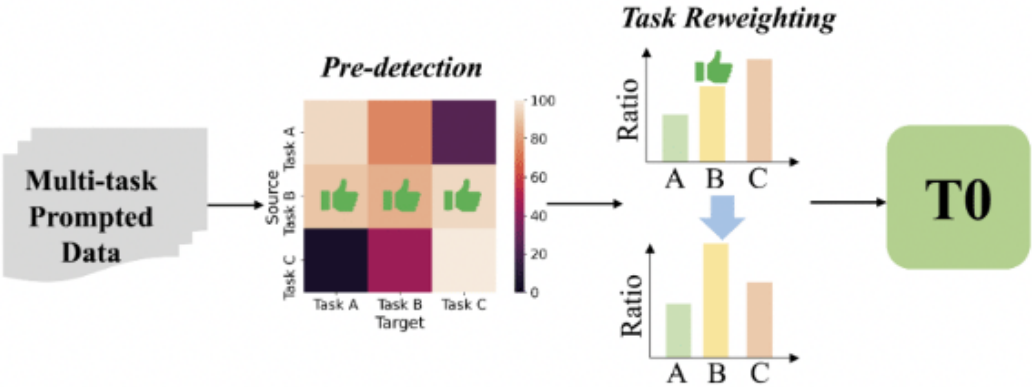 Multi-task
Prompted
Data
Pre-detection
Source
Task A
Task B
Task C
Task A Task B Task C
Target
100
80
60
40
20
0
Task Reweighting
Ratio
A B C
Ratio
A B C
T0